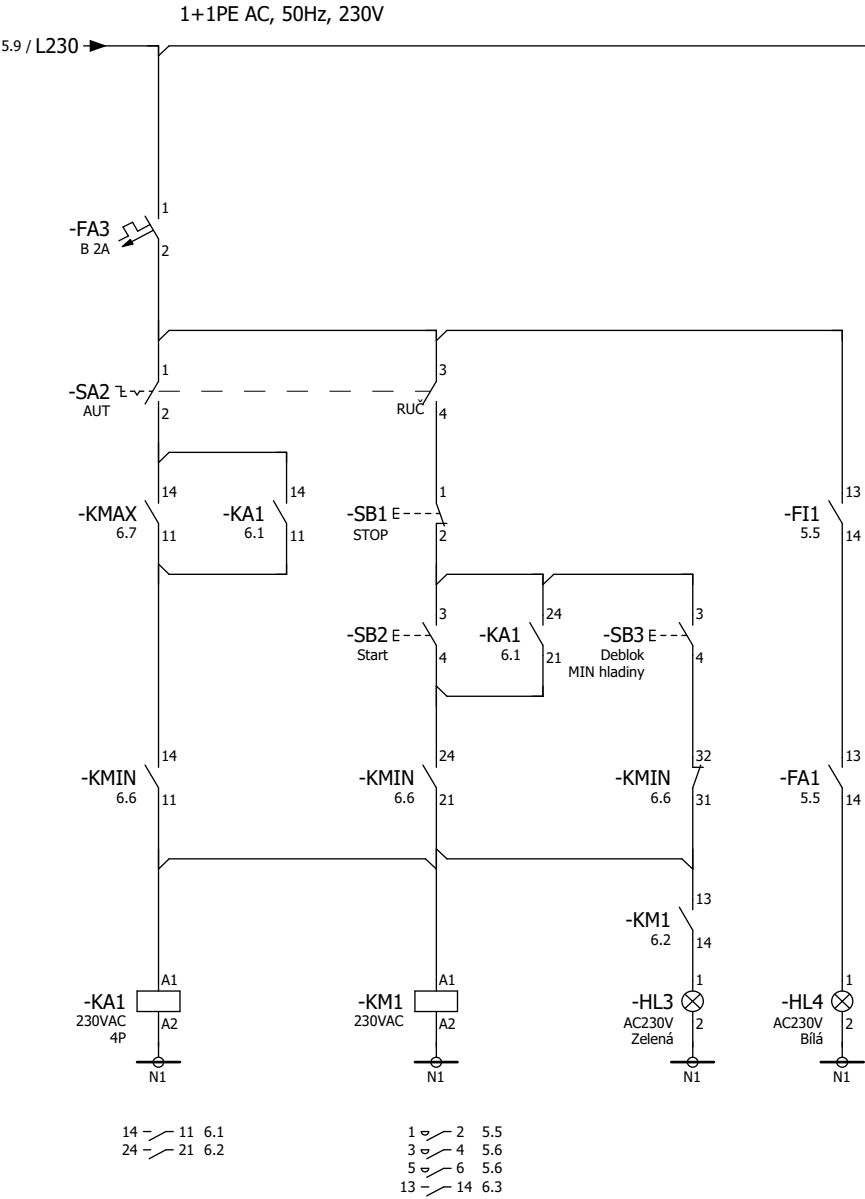 1+1PE AC, 50Hz, 230V
5.9 / L230
1
-FA3
B 2A
2
1
3
-SA2
AUT
RUČ
2
4
14
14
1
13
-KMAX
6.7
-KA1
6.1
-SB1
STOP
-FI1
5.5
11
11
2
14
3
24
3
-SB2
Start
-KA1
6.1
-SB3
Deblok
MIN hladiny
4
21
4
14
24
32
13
-KMIN
6.6
-KMIN
6.6
-KMIN
6.6
-FA1
5.5
11
21
31
14
13
-KM1
6.2
14
A1
A1
1
1
-KA1
230VAC
4P
-KM1
230VAC
-HL3
AC230V
Zelená
-HL4
AC230V
Bílá
A2
A2
2
2
N1
N1
N1
N1
14 11 6.1
24 21 6.2
1 2 5.5
3 4 5.6
5 6 5.6
13 14 6.3